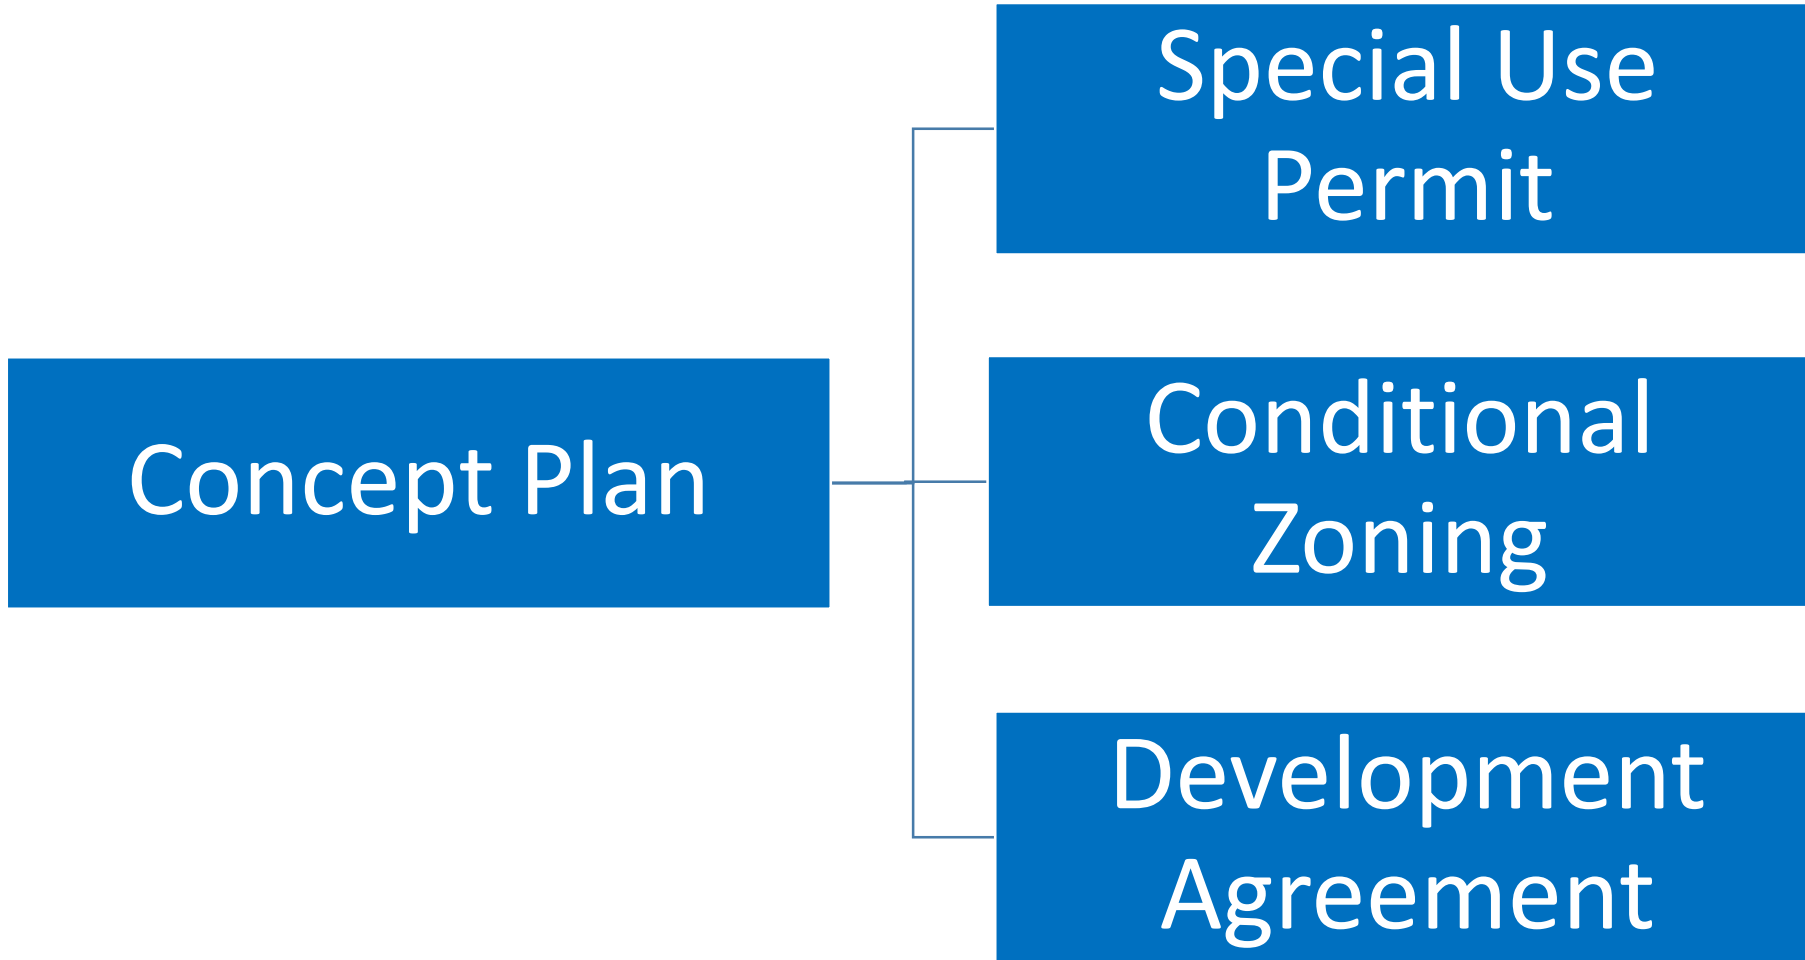 Special Use
Permit
Concept Plan
Conditional
Zoning
Development
Agreement